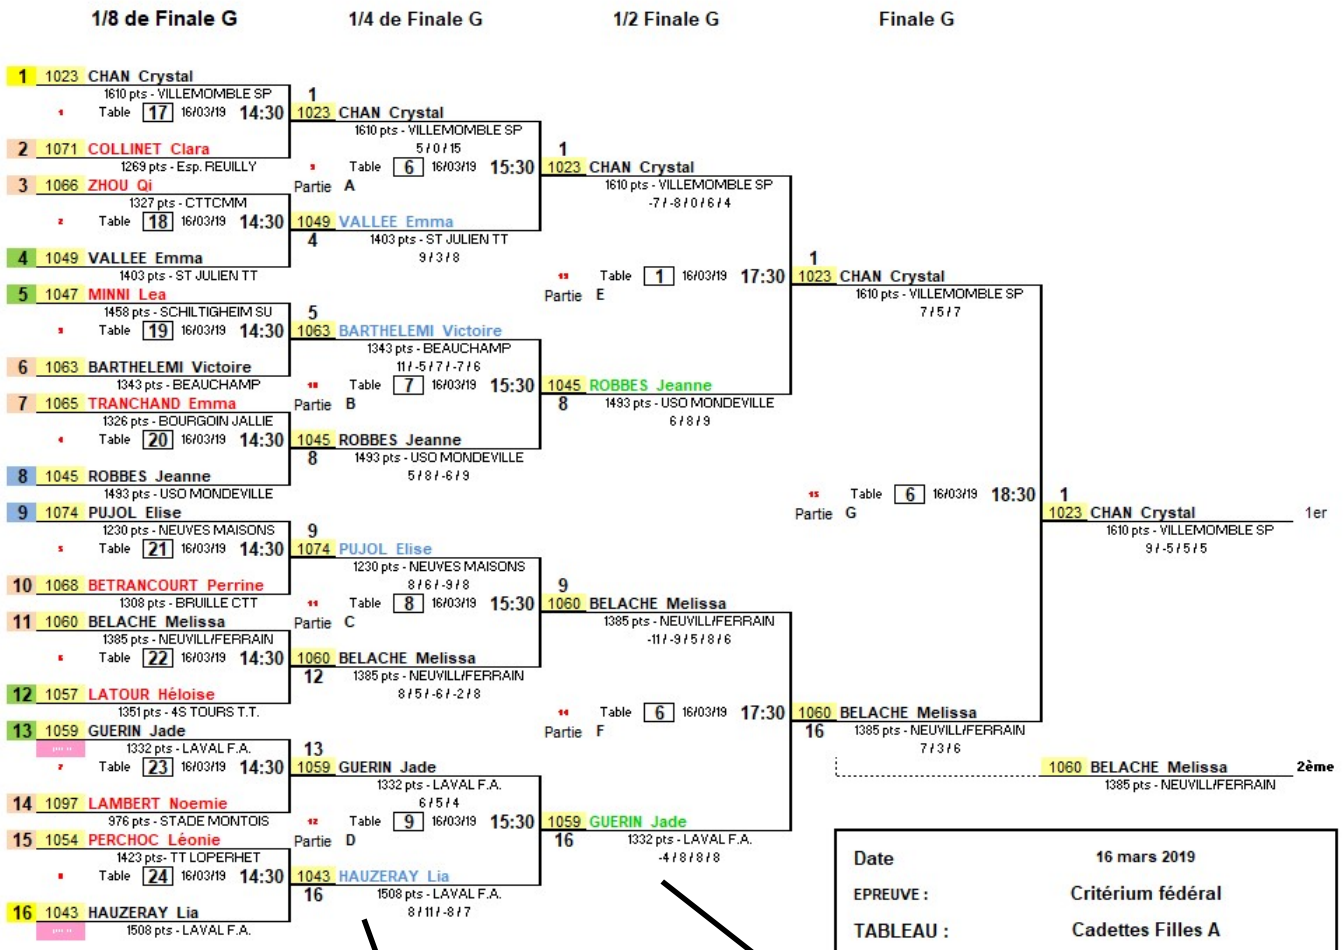 1/8 de Finale G
1/4 de Finale G
1/2 Finale G
Finale G
1 1023 CHAN Crystal
1610 pts - VILLEMOMBLE SP
1 Table 17 16/03/19 14:30
2 1071 COLLINET Clara
1269 pts - Esp. REUILLY
3 1066 ZHOU Qi
1327 pts - CTTCMM
2 Table 18 16/03/19 14:30
4 1049 VALLEE Emma
1403 pts - ST JULIEN TT
5 1047 MINNI Lea
1458 pts - SCHILTIGHEIM SU
3 Table 19 16/03/19 14:30
6 1063 BARTHELEMI Victoire
1343 pts - BEAUCHAMP
7 1065 TRANCHAND Emma
1326 pts - BOURGOIN JALLIE
4 Table 20 16/03/19 14:30
8 1045 ROBBES Jeanne
1493 pts - USO MONDEVILLE
9 1074 PUJOL Elise
1230 pts - NEUVES MAISONS
5 Table 21 16/03/19 14:30
10 1068 BETRANCOURT Perrine
1308 pts - BRUILLE CTT
11 1060 BELACHE Melissa
1385 pts - NEUVILL/FERRAIN
6 Table 22 16/03/19 14:30
12 1057 LATOUR Héloise
1351 pts - 4S TOURS T.T.
13 1059 GUERIN Jade
1332 pts - LAVAL F.A.
7 Table 23 16/03/19 14:30
14 1097 LAMBERT Noemie
976 pts - STADE MONTOIS
15 1054 PERCHOC Léonie
1423 pts- TT LOPERHET
8 Table 24 16/03/19 14:30
16 1043 HAUZERAY Lia
1508 pts - LAVAL F.A.
1
1023 CHAN Crystal
1610 pts - VILLEMOMBLE SP
5 / 0 / 15
9 Table 6 16/03/19 15:30
Partie A
1049 VALLEE Emma
4 1403 pts - ST JULIEN TT
9 / 3 / 8
5
1063 BARTHELEMI Victoire
1343 pts - BEAUCHAMP
11 / -5 / 7 / -7 / 6
10 Table 7 16/03/19 15:30
Partie B
1045 ROBBES Jeanne
8 1493 pts - USO MONDEVILLE
5 / 8 / -6 / 9
9
1074 PUJOL Elise
1230 pts - NEUVES MAISONS
8 / 6 / -9 / 8
11 Table 8 16/03/19 15:30
Partie C
1060 BELACHE Melissa
12 1385 pts - NEUVILL/FERRAIN
8 / 5 / -6 / -2 / 8
13
1059 GUERIN Jade
1332 pts - LAVAL F.A.
6 / 5 / 4
12 Table 9 16/03/19 15:30
Partie D
1043 HAUZERAY Lia
16 1508 pts - LAVAL F.A.
8 / 11 / -8 / 7
1
1023 CHAN Crystal
1610 pts - VILLEMOMBLE SP
-7 / -8 / 0 / 6 / 4
13 Table 1 16/03/19 17:30
Partie E
1045 ROBBES Jeanne
8 1493 pts - USO MONDEVILLE
6 / 8 / 9
9
1060 BELACHE Melissa
1385 pts - NEUVILL/FERRAIN
-11 / -9 / 5 / 8 / 6
14 Table 6 16/03/19 17:30
Partie F
1059 GUERIN Jade
16 1332 pts - LAVAL F.A.
-4 / 8 / 8 / 8
1
1023 CHAN Crystal
1610 pts - VILLEMOMBLE SP
7 / 5 / 7
15 Table 6 16/03/19 18:30
Partie G
1060 BELACHE Melissa
16 1385 pts - NEUVILL/FERRAIN
7 / 3 / 6
1
1023 CHAN Crystal 1er
1610 pts - VILLEMOMBLE SP
9 / -5 / 5 / 5
1060 BELACHE Melissa 2ème
1385 pts - NEUVILL/FERRAIN
Date 16 mars 2019
EPREUVE : Critérium fédéral
TABLEAU : Cadettes Filles A